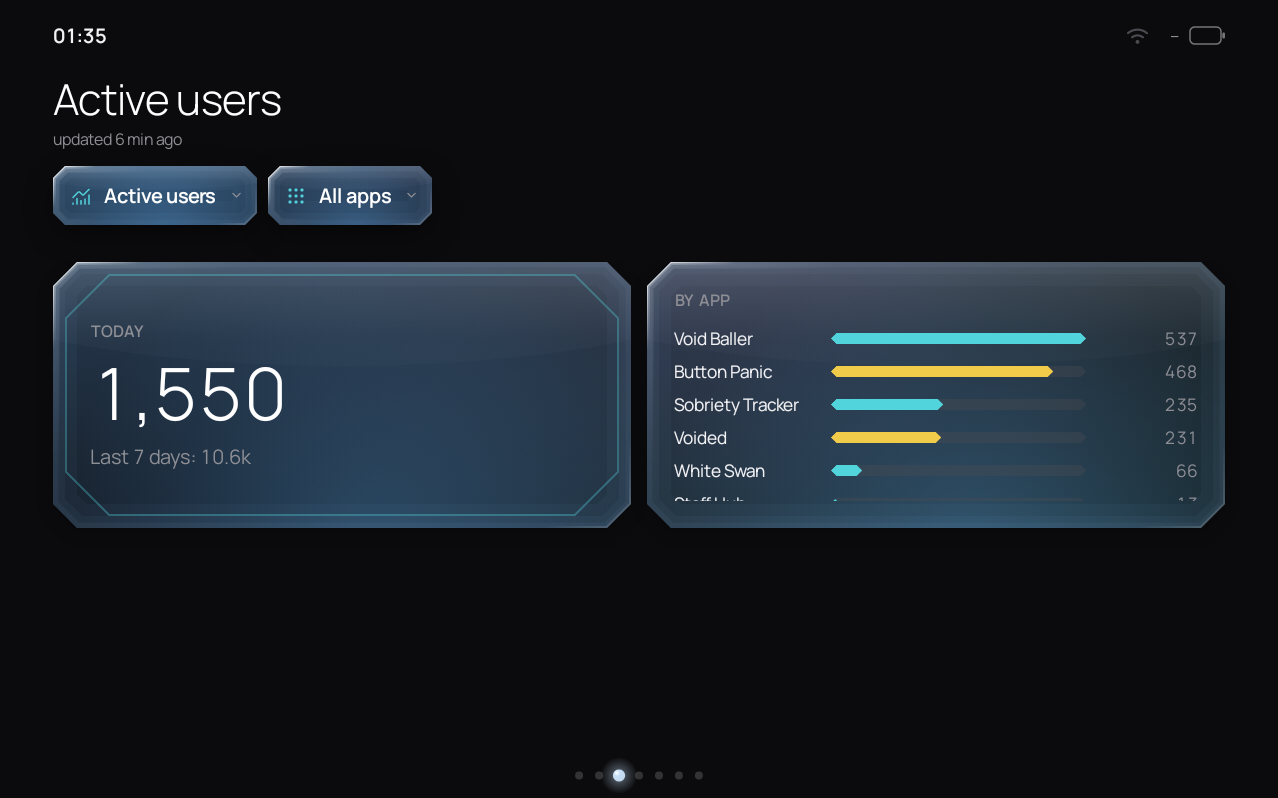 01:35
–
Active users
updated 6 min ago
Active users
All apps
TODAY
1,550
Last 7 days: 10.6k
BY APP
Void Baller 537
Button Panic 468
Sobriety Tracker 235
Voided 231
White Swan 66